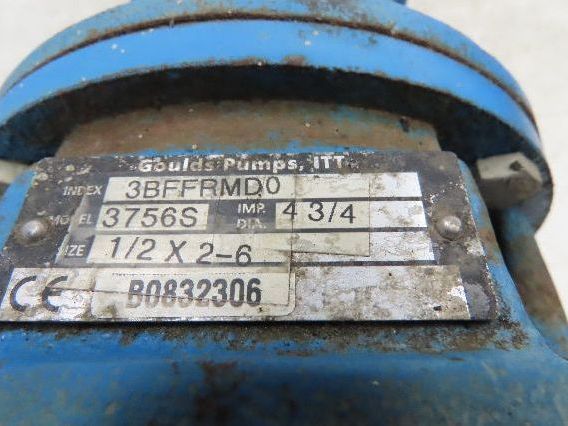 Goulds Pumps, ITT
INDEX 3BFFRMD0
MODEL 3756S IMP. DIA. 4 3/4
SIZE 1/2 X 2-6
CE B0832306